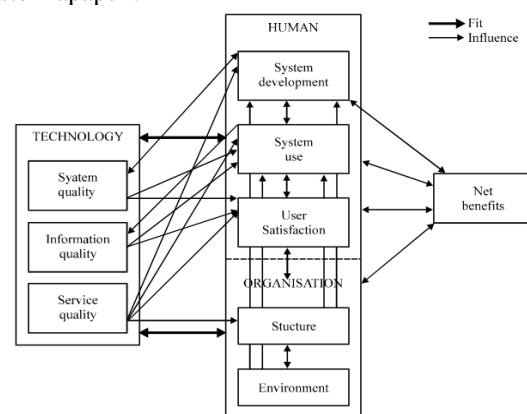 HUMAN
Fit
Influence
System
development
TECHNOLOGY
System
use
Syatem
quality
Net
benefits
User
Satisfaction
Information
quality
ORGANISATION
Service
quality
Stucture
Environment